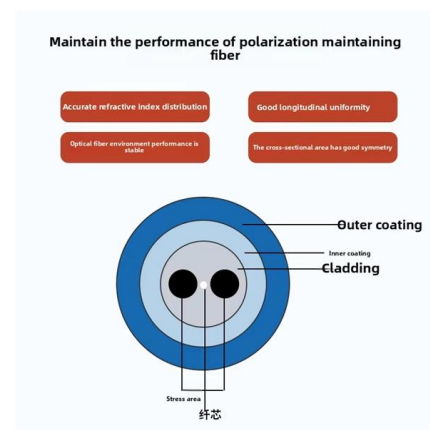 Maintain the performance of polarization maintaining
fiber
Accurate refractive index distribution
Good longitudinal uniformity
Optical fiber environment performance is
stable
The cross-sectional area has good symmetry
Outer coating
Inner coating
Cladding
Stress area
纤芯